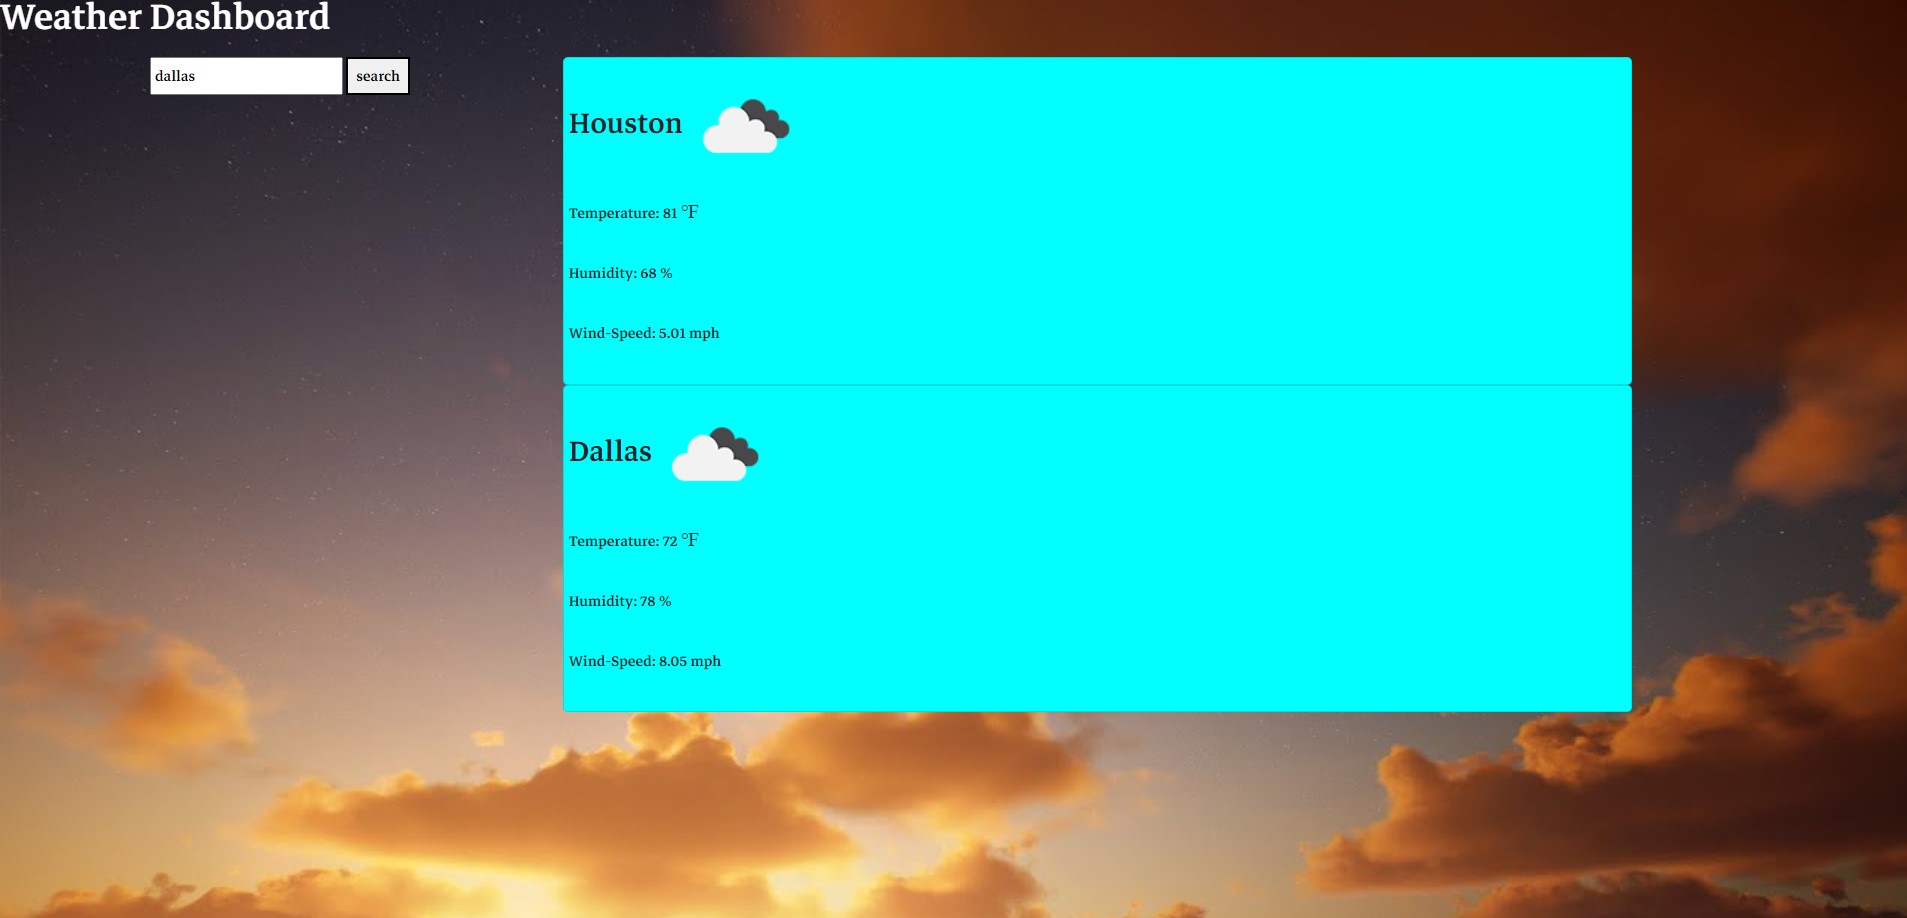 Weather Dashboard
dallas search
Houston
Temperature: 81 °F
Humidity: 68 %
Wind-Speed: 5.01 mph
Dallas
Temperature: 72 °F
Humidity: 78 %
Wind-Speed: 8.05 mph